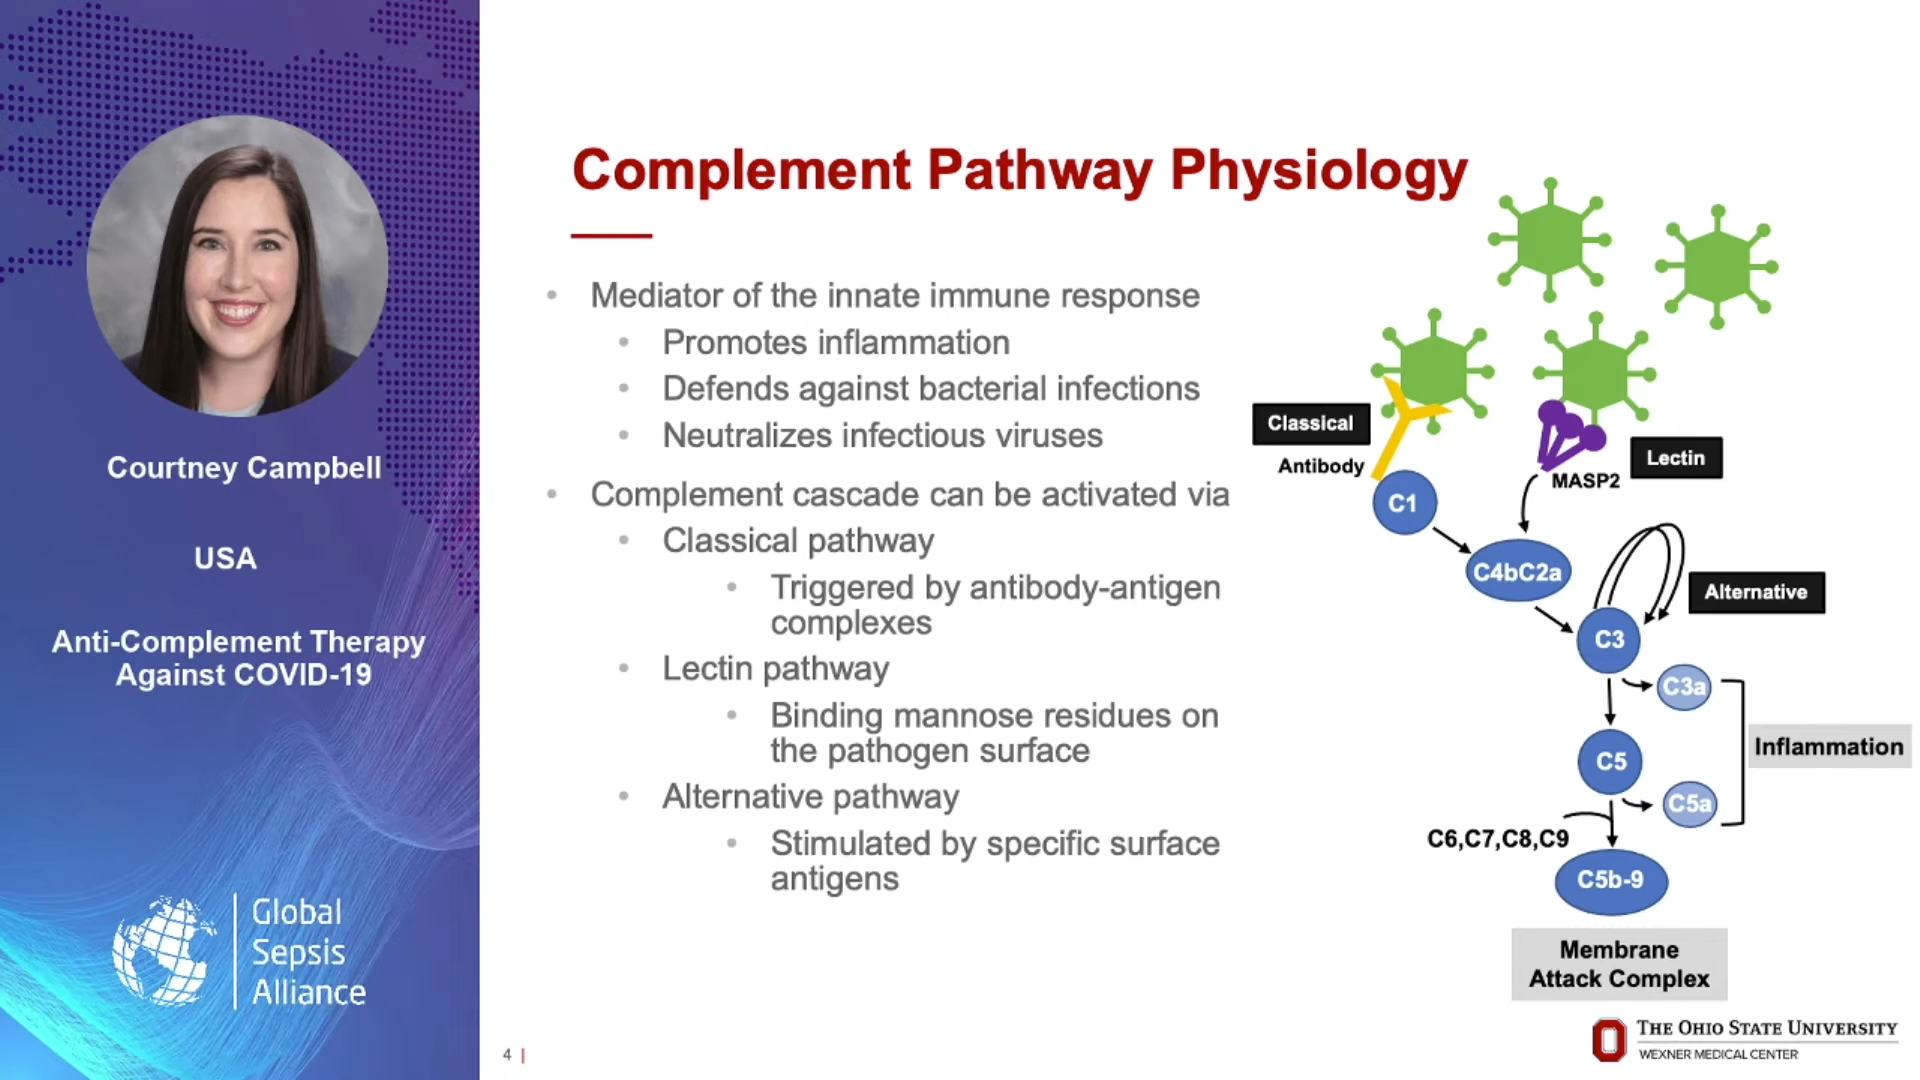 Courtney Campbell
USA
Anti-Complement Therapy
Against COVID-19
Global
Sepsis
Alliance
Complement Pathway Physiology
Mediator of the innate immune response
Promotes inflammation
Defends against bacterial infections
Neutralizes infectious viruses
Complement cascade can be activated via
Classical pathway
Triggered by antibody-antigen
complexes
Lectin pathway
Binding mannose residues on
the pathogen surface
Alternative pathway
Stimulated by specific surface
antigens
Classical
Antibody
Lectin
MASP2
C1
C4bC2a
Alternative
C3
C3a
Inflammation
C5
C5a
C6,C7,C8,C9
C5b-9
Membrane
Attack Complex
4 |
THE OHIO STATE UNIVERSITY
WEXNER MEDICAL CENTER